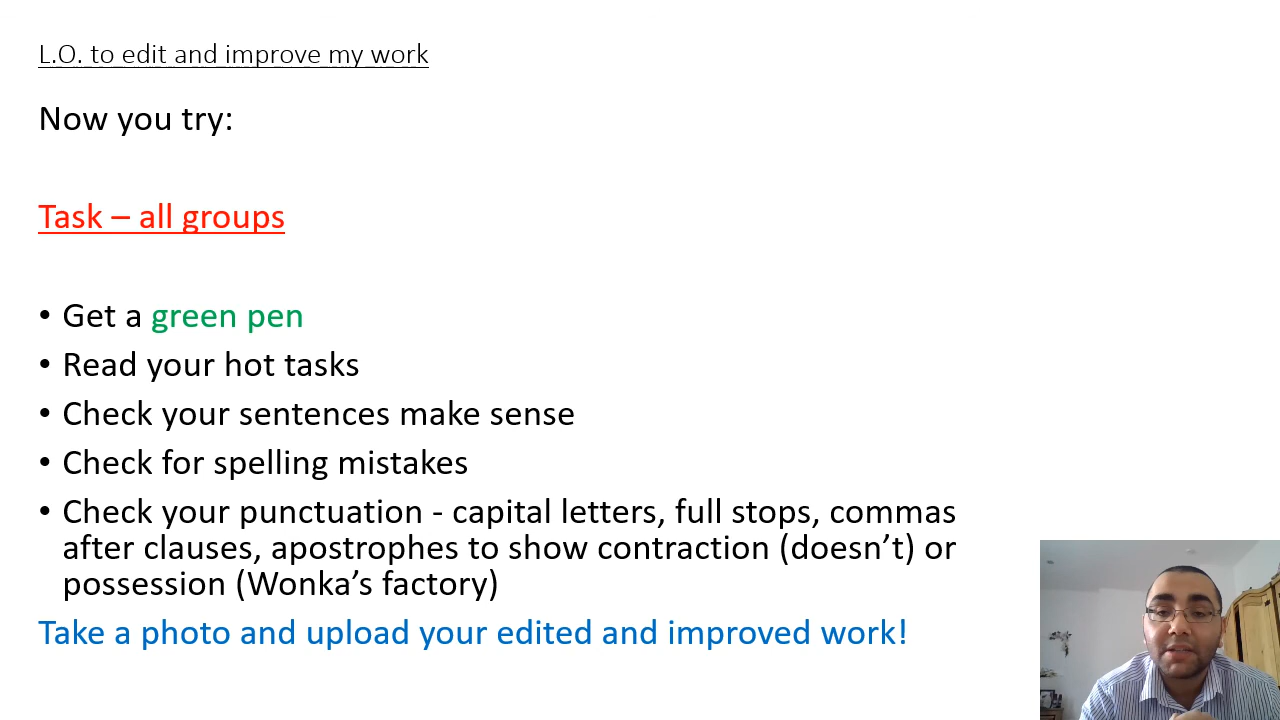 L.O. to edit and improve my work
Now you try:
Task – all groups
• Get a green pen
• Read your hot tasks
• Check your sentences make sense
• Check for spelling mistakes
• Check your punctuation - capital letters, full stops, commas
after clauses, apostrophes to show contraction (doesn’t) or
possession (Wonka’s factory)
Take a photo and upload your edited and improved work!